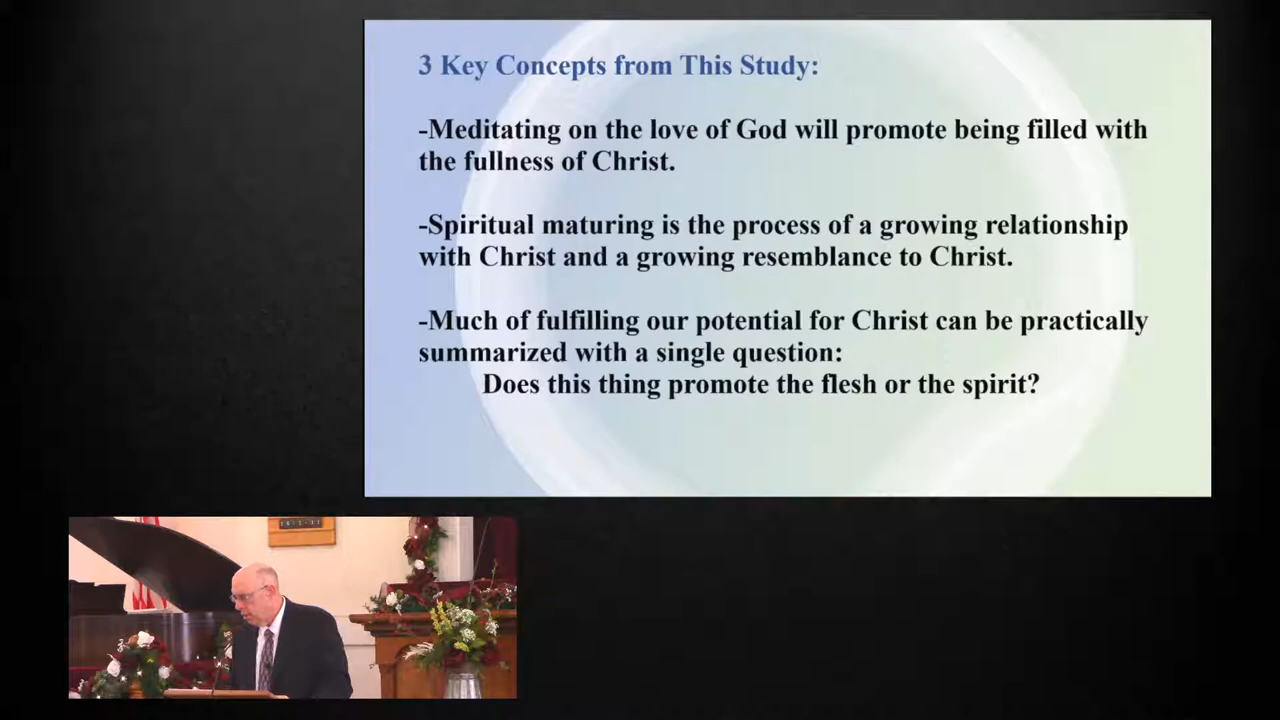 3 Key Concepts from This Study:
-Meditating on the love of God will promote being filled with
the fullness of Christ.
-Spiritual maturing is the process of a growing relationship
with Christ and a growing resemblance to Christ.
-Much of fulfilling our potential for Christ can be practically
summarized with a single question:
Does this thing promote the flesh or the spirit?